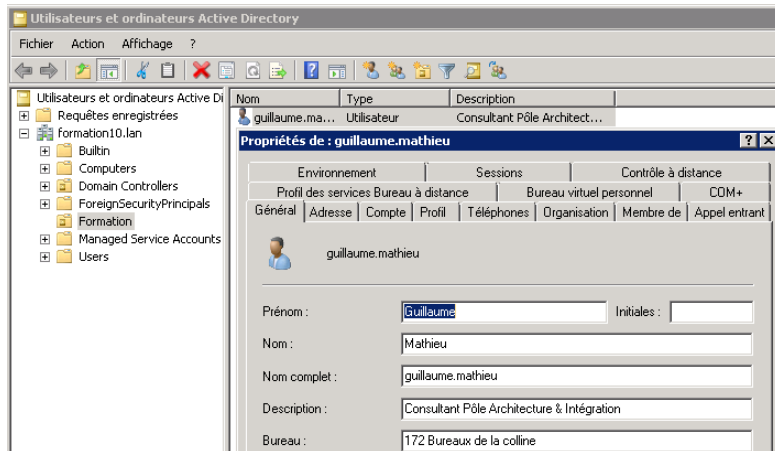 Utilisateurs et ordinateurs Active Directory
Fichier Action Affichage ?
Utilisateurs et ordinateurs Active Di
Requêtes enregistrées
formation10.lan
Builtin
Computers
Domain Controllers
ForeignSecurityPrincipals
Formation
Managed Service Accounts
Users
Nom Type Description
guillaume.ma... Utilisateur Consultant Pôle Architect...
Propriétés de : guillaume.mathieu
Environnement Sessions Contrôle à distance
Profil des services Bureau à distance Bureau virtuel personnel COM+
Général Adresse Compte Profil Téléphones Organisation Membre de Appel entrant
guillaume.mathieu
Prénom : Guillaume Initiales :
Nom : Mathieu
Nom complet : guillaume.mathieu
Description : Consultant Pôle Architecture & Intégration
Bureau : 172 Bureaux de la colline